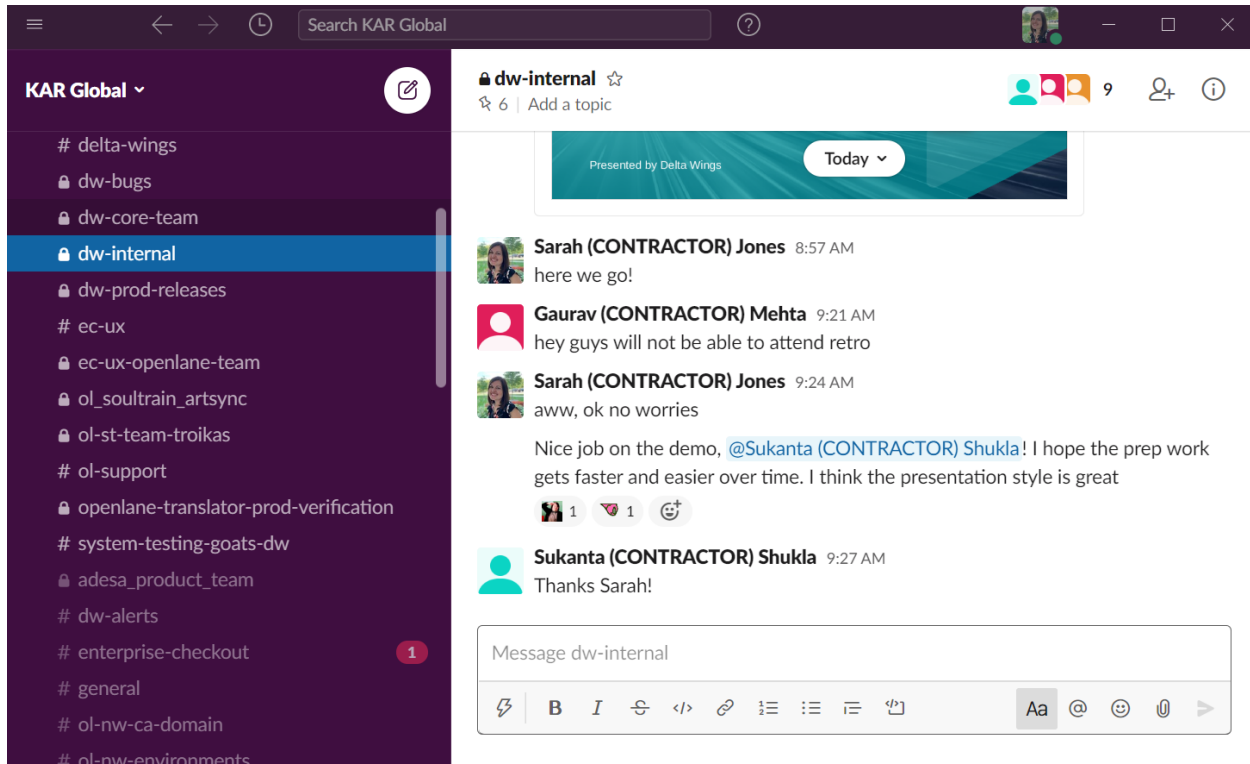 Search KAR Global
KAR Global
# delta-wings
dw-bugs
dw-core-team
dw-internal
dw-prod-releases
# ec-ux
ec-ux-openlane-team
ol_soultrain_artsync
ol-st-team-troikas
# ol-support
openlane-translator-prod-verification
# system-testing-goats-dw
adesa_product_team
# dw-alerts
# enterprise-checkout 1
# general
# ol-nw-ca-domain
# ol-nw-environments
dw-internal
6 | Add a topic
9
Presented by Delta Wings
Today
Sarah (CONTRACTOR) Jones 8:57 AM
here we go!
Gaurav (CONTRACTOR) Mehta 9:21 AM
hey guys will not be able to attend retro
Sarah (CONTRACTOR) Jones 9:24 AM
aww, ok no worries
Nice job on the demo, @Sukanta (CONTRACTOR) Shukla! I hope the prep work
gets faster and easier over time. I think the presentation style is great
1 1
Sukanta (CONTRACTOR) Shukla 9:27 AM
Thanks Sarah!
Message dw-internal
B I S </> Aa @